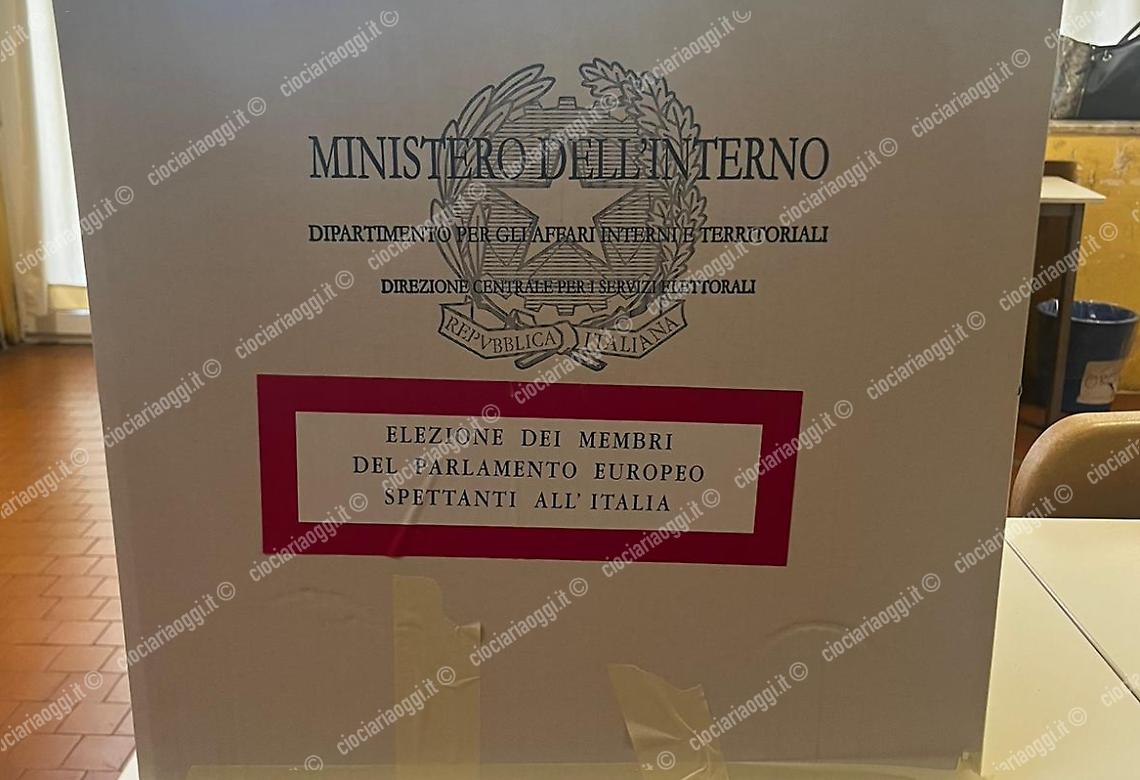 MINISTERO DELL'INTERNO
DIPARTIMENTO PER GLI AFFARI INTERNI E TERRITORIALI
DIREZIONE CENTRALE PER I SERVIZI ELETTORALI
REPVBBLICA ITALIANA
ELEZIONE DEI MEMBRI
DEL PARLAMENTO EUROPEO
SPETTANTI ALL' ITALIA
ciociariaoggi.it ©